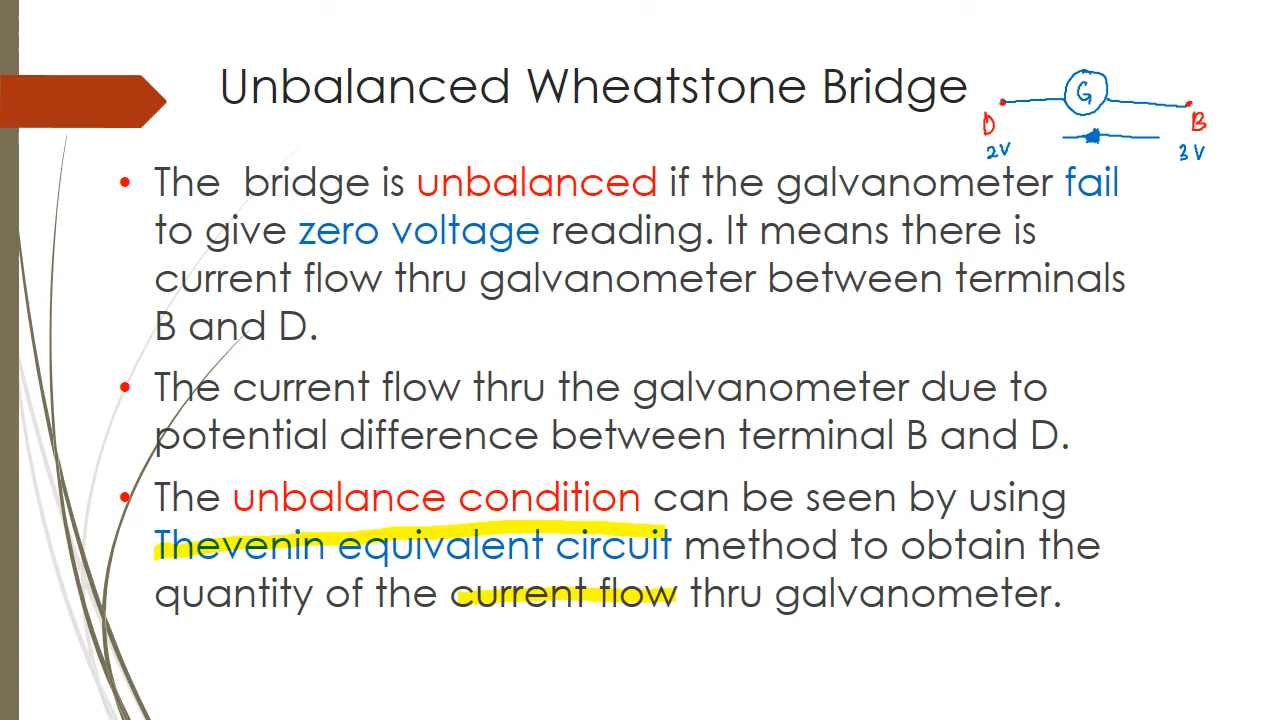 Unbalanced Wheatstone Bridge
G
D
B
2V
3V
• The bridge is unbalanced if the galvanometer fail
to give zero voltage reading. It means there is
current flow thru galvanometer between terminals
B and D.
• The current flow thru the galvanometer due to
potential difference between terminal B and D.
• The unbalance condition can be seen by using
Thevenin equivalent circuit method to obtain the
quantity of the current flow thru galvanometer.